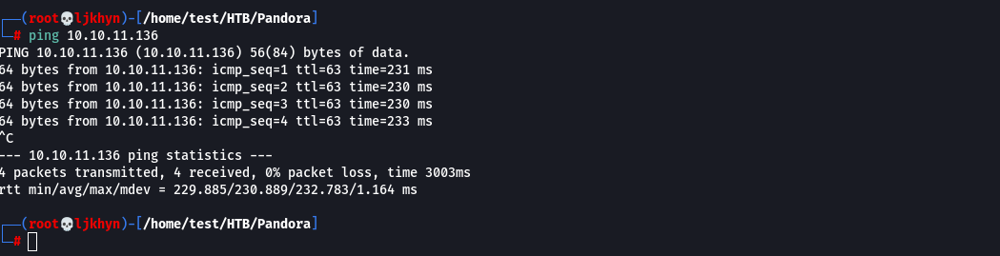 (root💀ljkhyn)-[/home/test/HTB/Pandora]
# ping 10.10.11.136
PING 10.10.11.136 (10.10.11.136) 56(84) bytes of data.
64 bytes from 10.10.11.136: icmp_seq=1 ttl=63 time=231 ms
64 bytes from 10.10.11.136: icmp_seq=2 ttl=63 time=230 ms
64 bytes from 10.10.11.136: icmp_seq=3 ttl=63 time=230 ms
64 bytes from 10.10.11.136: icmp_seq=4 ttl=63 time=233 ms
^C
--- 10.10.11.136 ping statistics ---
4 packets transmitted, 4 received, 0% packet loss, time 3003ms
rtt min/avg/max/mdev = 229.885/230.889/232.783/1.164 ms
(root💀ljkhyn)-[/home/test/HTB/Pandora]
#